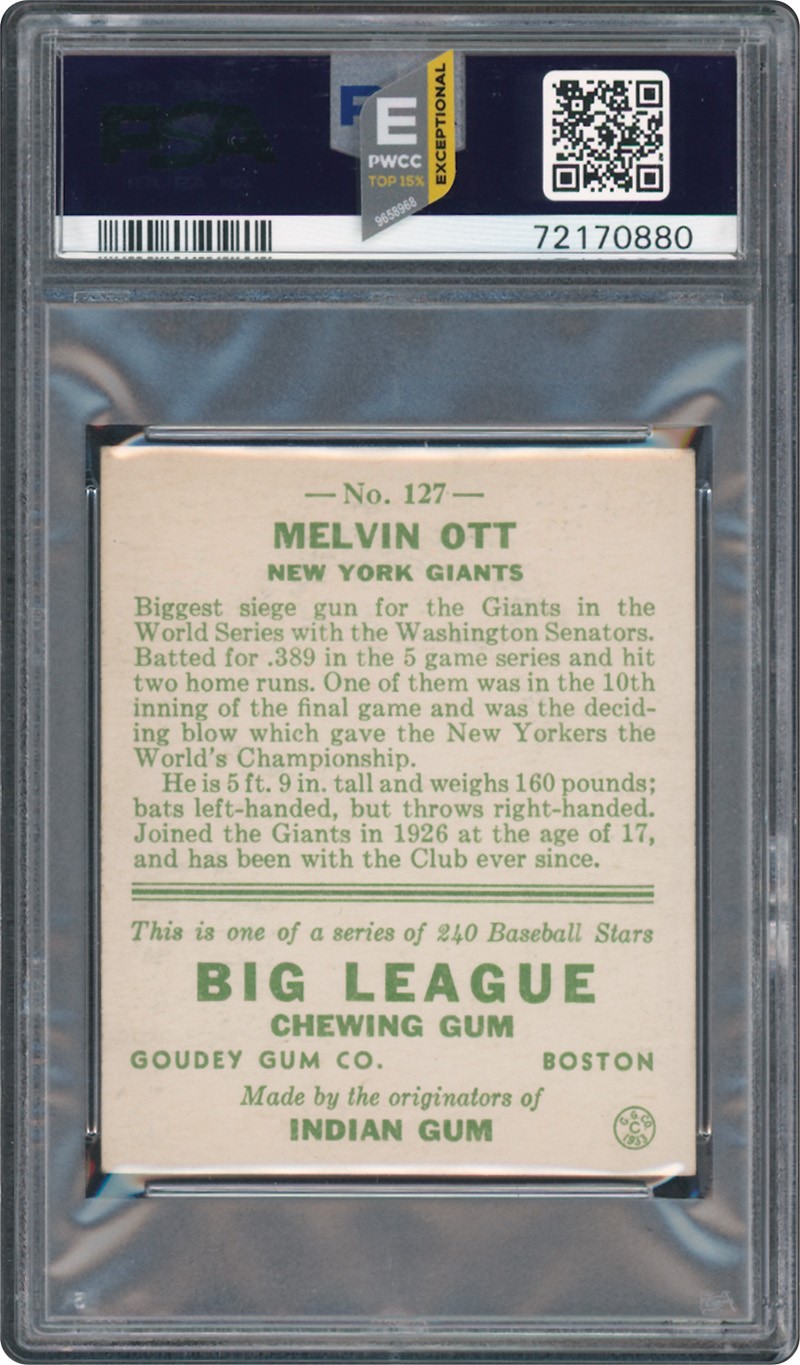 PSA
E
PWCC
TOP 15%
EXCEPTIONAL
9658968
72170880
— No. 127 —
MELVIN OTT
NEW YORK GIANTS
Biggest siege gun for the Giants in the
World Series with the Washington Senators.
Batted for .389 in the 5 game series and hit
two home runs. One of them was in the 10th
inning of the final game and was the decid-
ing blow which gave the New Yorkers the
World's Championship.
He is 5 ft. 9 in. tall and weighs 160 pounds;
bats left-handed, but throws right-handed.
Joined the Giants in 1926 at the age of 17,
and has been with the Club ever since.
This is one of a series of 240 Baseball Stars
BIG LEAGUE
CHEWING GUM
GOUDEY GUM CO. BOSTON
Made by the originators of
INDIAN GUM
G. G. CO.
C
1933